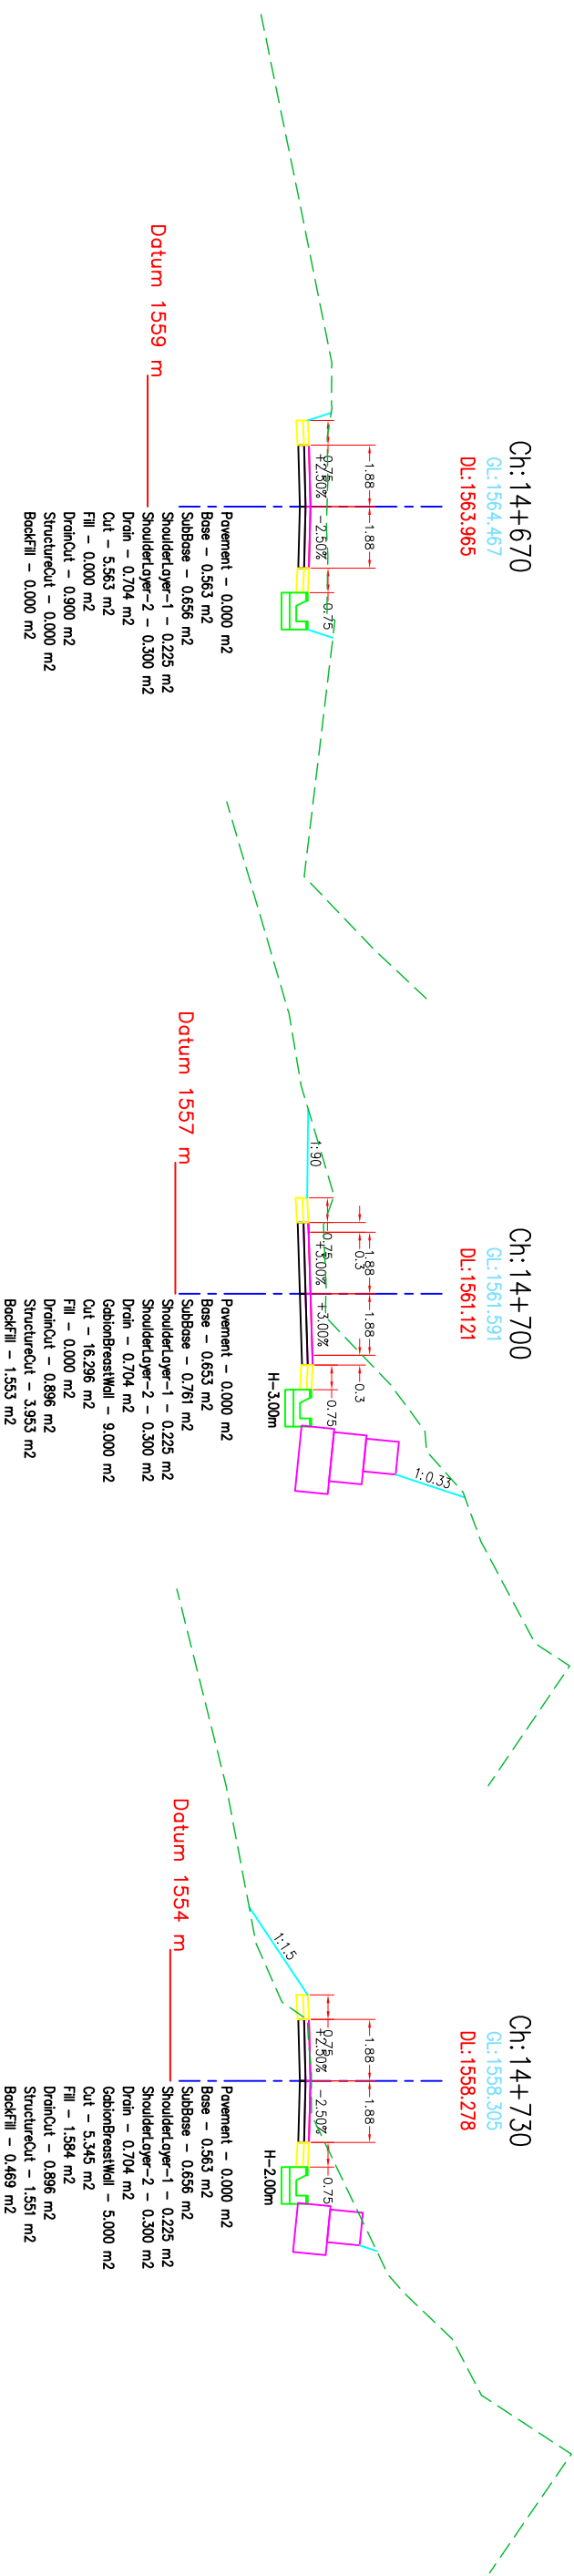 Ch: 14+670
GL:1564.467
DL:1563.965
1.88
1.88
0.75
+2.50%
-2.50%
0.75
Datum 1559 m
Pavement - 0.000 m2
Base - 0.563 m2
SubBase - 0.656 m2
ShoulderLayer-1 - 0.225 m2
ShoulderLayer-2 - 0.300 m2
Drain - 0.704 m2
Cut - 5.563 m2
Fill - 0.000 m2
DrainCut - 0.900 m2
StructureCut - 0.000 m2
BackFill - 0.000 m2
Ch: 14+700
GL:1561.591
DL:1561.121
1.88
1.88
0.3
0.3
0.75
+3.00%
+3.00%
0.75
1:90
1:0.33
H-3.00m
Datum 1557 m
Pavement - 0.000 m2
Base - 0.653 m2
SubBase - 0.761 m2
ShoulderLayer-1 - 0.225 m2
ShoulderLayer-2 - 0.300 m2
Drain - 0.704 m2
GabionBreastWall - 9.000 m2
Cut - 16.296 m2
Fill - 0.000 m2
DrainCut - 0.896 m2
StructureCut - 3.953 m2
BackFill - 1.553 m2
Ch: 14+730
GL:1558.305
DL:1558.278
1.88
1.88
0.75
+2.50%
-2.50%
0.75
1:1.5
H-2.00m
Datum 1554 m
Pavement - 0.000 m2
Base - 0.563 m2
SubBase - 0.656 m2
ShoulderLayer-1 - 0.225 m2
ShoulderLayer-2 - 0.300 m2
Drain - 0.704 m2
GabionBreastWall - 5.000 m2
Cut - 5.345 m2
Fill - 1.584 m2
DrainCut - 0.896 m2
StructureCut - 1.551 m2
BackFill - 0.469 m2